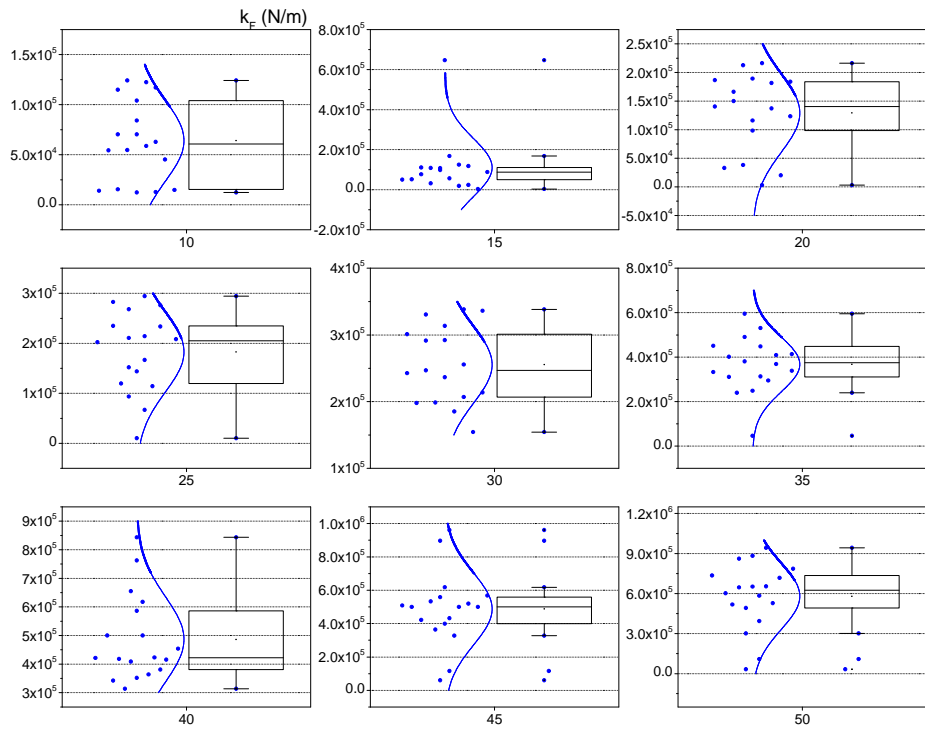 k_F (N/m)
1.5x10^5
1.0x10^5
5.0x10^4
0.0
10
8.0x10^5
6.0x10^5
4.0x10^5
2.0x10^5
0.0
-2.0x10^5
15
2.5x10^5
2.0x10^5
1.5x10^5
1.0x10^5
5.0x10^4
0.0
-5.0x10^4
20
3x10^5
2x10^5
1x10^5
0
25
4x10^5
3x10^5
2x10^5
1x10^5
30
8.0x10^5
6.0x10^5
4.0x10^5
2.0x10^5
0.0
35
9x10^5
8x10^5
7x10^5
6x10^5
5x10^5
4x10^5
3x10^5
40
1.0x10^6
8.0x10^5
6.0x10^5
4.0x10^5
2.0x10^5
0.0
45
1.2x10^6
9.0x10^5
6.0x10^5
3.0x10^5
0.0
50